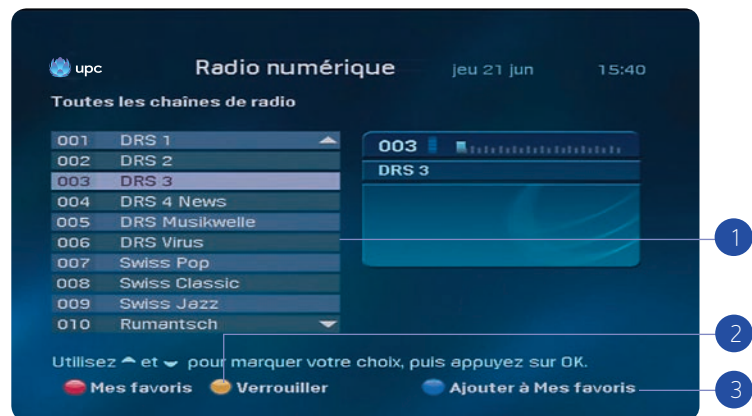 upc Radio numérique jeu 21 jun 15:40
Toutes les chaînes de radio
001 DRS 1
002 DRS 2
003 DRS 3
004 DRS 4 News
005 DRS Musikwelle
006 DRS Virus
007 Swiss Pop
008 Swiss Classic
009 Swiss Jazz
010 Rumantsch
003
DRS 3
1
2
Utilisez et pour marquer votre choix, puis appuyez sur OK.
Mes favoris Verrouiller Ajouter à Mes favoris
3